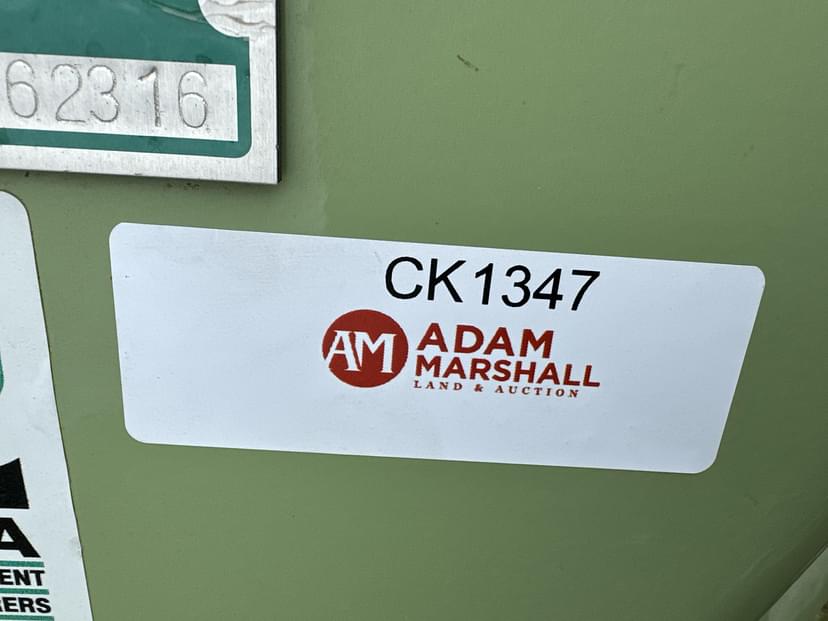 62316
CK1347
AM
ADAM
MARSHALL
LAND & AUCTION
A
ENT
ERS